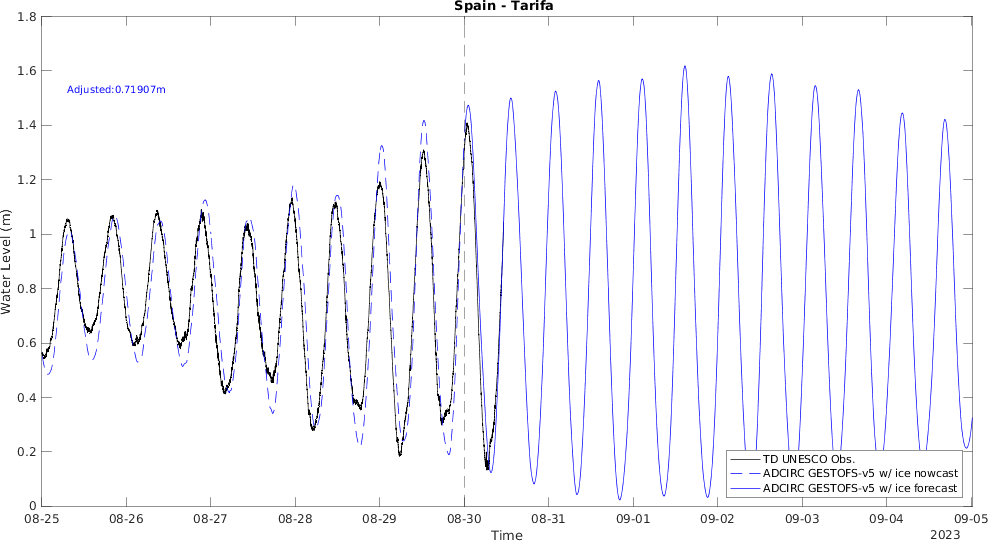 Spain - Tarifa
1.8
1.6
1.4
1.2
1
0.8
0.6
0.4
0.2
0
Water Level (m)
Adjusted:0.71907m
TD UNESCO Obs.
ADCIRC GESTOFS-v5 w/ ice nowcast
ADCIRC GESTOFS-v5 w/ ice forecast
08-25 08-26 08-27 08-28 08-29 08-30 08-31 09-01 09-02 09-03 09-04 09-05
Time
2023